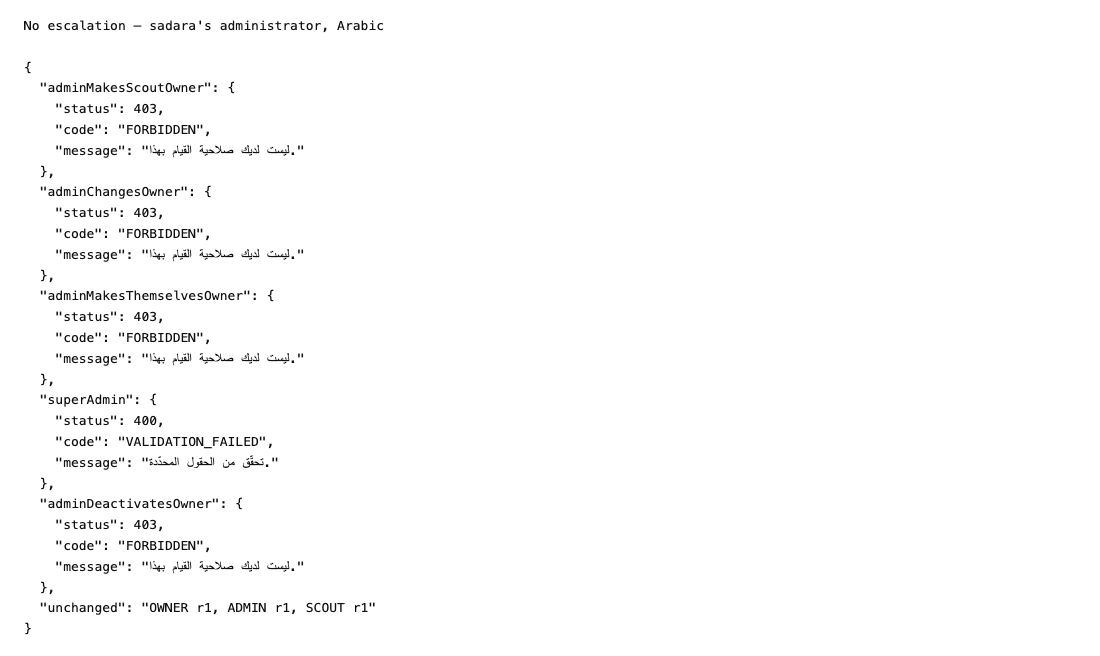 No escalation — sadara's administrator, Arabic
{
"adminMakesScoutOwner": {
"status": 403,
"code": "FORBIDDEN",
"message": "ليست لديك صلاحية القيام بهذا."
},
"adminChangesOwner": {
"status": 403,
"code": "FORBIDDEN",
"message": "ليست لديك صلاحية القيام بهذا."
},
"adminMakesThemselvesOwner": {
"status": 403,
"code": "FORBIDDEN",
"message": "ليست لديك صلاحية القيام بهذا."
},
"superAdmin": {
"status": 400,
"code": "VALIDATION_FAILED",
"message": "تحقّق من الحقول المحدّدة."
},
"adminDeactivatesOwner": {
"status": 403,
"code": "FORBIDDEN",
"message": "ليست لديك صلاحية القيام بهذا."
},
"unchanged": "OWNER r1, ADMIN r1, SCOUT r1"
}